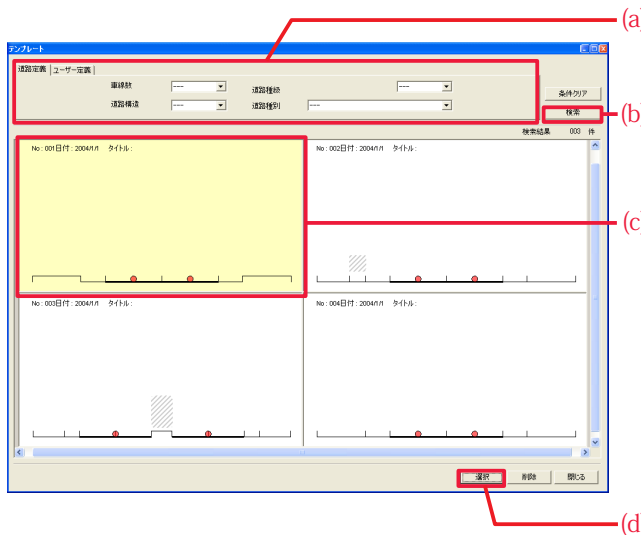 (a)
テンプレート
道路定義 ユーザー定義
車線数 --- 道路種級 ---
条件クリア
道路構造 --- 道路種別 ---
検索
(b)
検索結果 003 件
No : 001日付 : 2004/1/1 タイトル :
No : 002日付 : 2004/1/1 タイトル :
(c)
No : 003日付 : 2004/1/1 タイトル :
No : 004日付 : 2004/1/1 タイトル :
選択 削除 閉じる
(d)